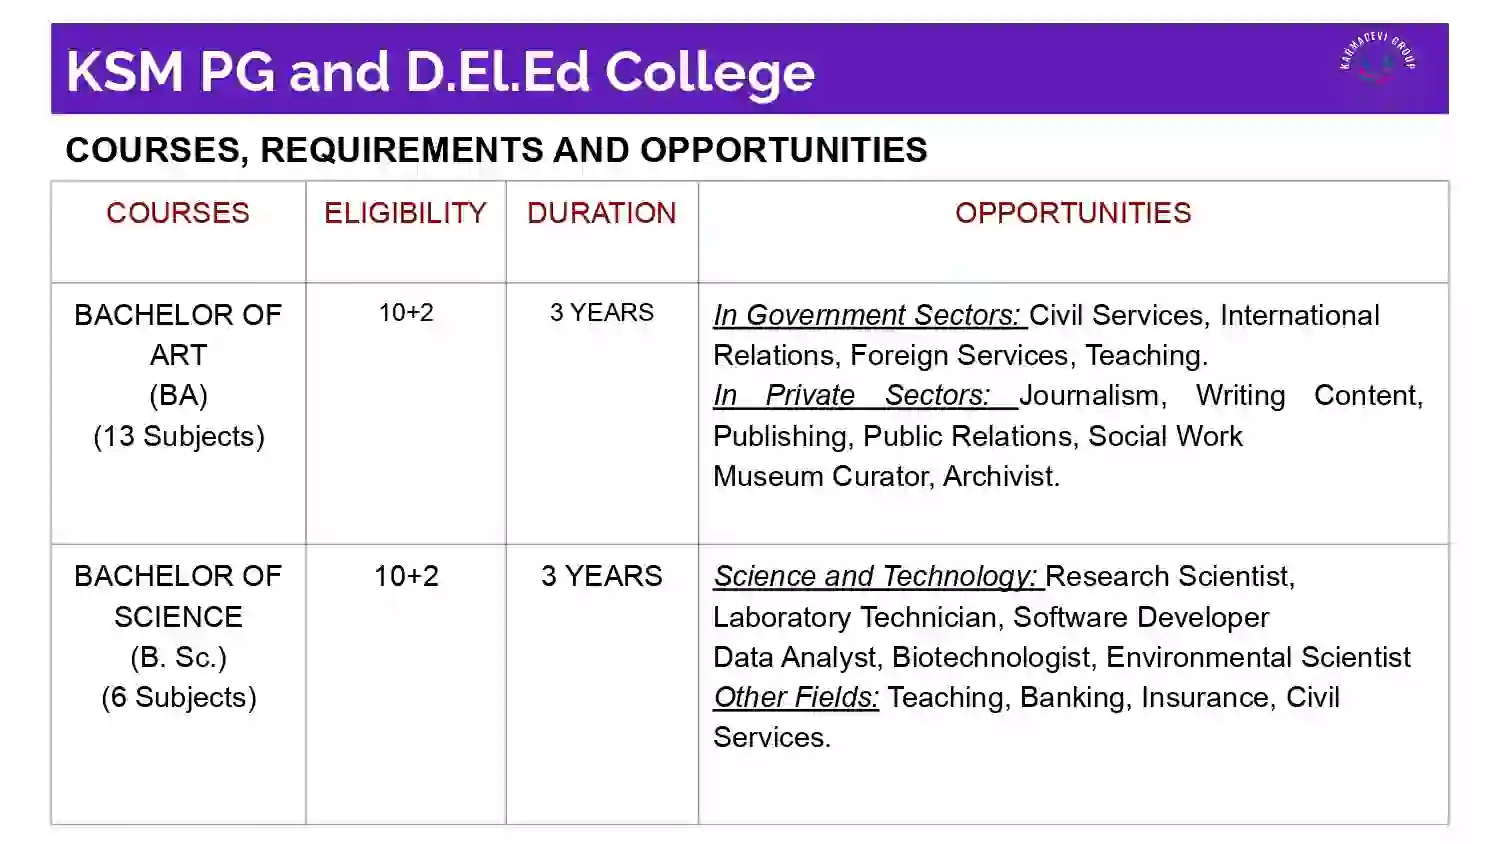 KSM PG and D.El.Ed College
KARMADEVI GROUP
COURSES, REQUIREMENTS AND OPPORTUNITIES
COURSES
ELIGIBILITY
DURATION
OPPORTUNITIES
BACHELOR OF
ART
(BA)
(13 Subjects)
10+2
3 YEARS
In Government Sectors: Civil Services, International
Relations, Foreign Services, Teaching.
In Private Sectors: Journalism, Writing Content,
Publishing, Public Relations, Social Work
Museum Curator, Archivist.
BACHELOR OF
SCIENCE
(B. Sc.)
(6 Subjects)
10+2
3 YEARS
Science and Technology: Research Scientist,
Laboratory Technician, Software Developer
Data Analyst, Biotechnologist, Environmental Scientist
Other Fields: Teaching, Banking, Insurance, Civil
Services.